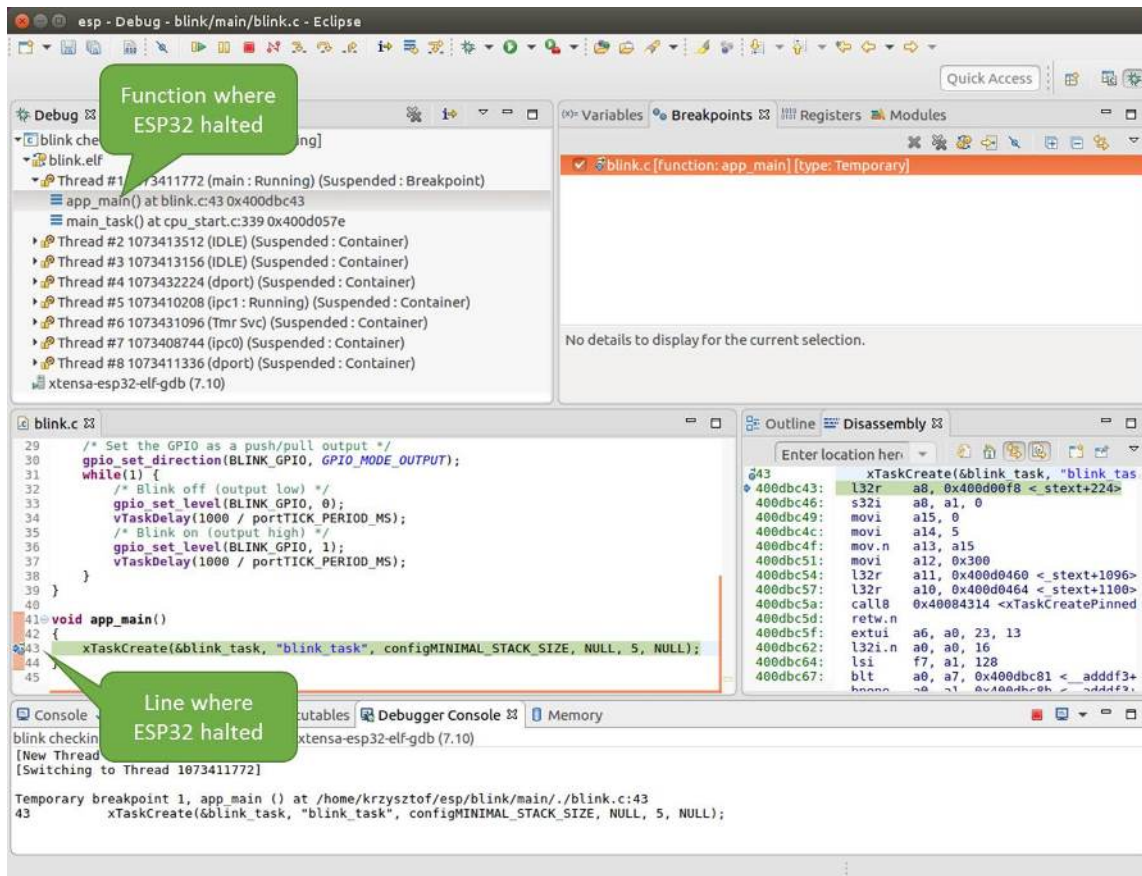 esp - Debug - blink/main/blink.c - Eclipse
Quick Access
Function where
ESP32 halted
Debug
blink che
ing]
blink.elf
Thread #1 1073411772 (main : Running) (Suspended : Breakpoint)
app_main() at blink.c:43 0x400dbc43
main_task() at cpu_start.c:339 0x400d057e
Thread #2 1073413512 (IDLE) (Suspended : Container)
Thread #3 1073413156 (IDLE) (Suspended : Container)
Thread #4 1073432224 (dport) (Suspended : Container)
Thread #5 1073410208 (ipc1 : Running) (Suspended : Container)
Thread #6 1073431096 (Tmr Svc) (Suspended : Container)
Thread #7 1073408744 (ipc0) (Suspended : Container)
Thread #8 1073411336 (dport) (Suspended : Container)
xtensa-esp32-elf-gdb (7.10)
(x)= Variables Breakpoints Registers Modules
blink.c [function: app_main] [type: Temporary]
No details to display for the current selection.
blink.c
29 /* Set the GPIO as a push/pull output */
30 gpio_set_direction(BLINK_GPIO, GPIO_MODE_OUTPUT);
31 while(1) {
32 /* Blink off (output low) */
33 gpio_set_level(BLINK_GPIO, 0);
34 vTaskDelay(1000 / portTICK_PERIOD_MS);
35 /* Blink on (output high) */
36 gpio_set_level(BLINK_GPIO, 1);
37 vTaskDelay(1000 / portTICK_PERIOD_MS);
38 }
39 }
40
41 void app_main()
42 {
43 xTaskCreate(&blink_task, "blink_task", configMINIMAL_STACK_SIZE, NULL, 5, NULL);
44
45
Outline Disassembly
Enter location her
43 xTaskCreate(&blink_task, "blink_tas
400dbc43: l32r a8, 0x400d00f8 <_stext+224>
400dbc46: s32i a8, a1, 0
400dbc49: movi a15, 0
400dbc4c: movi a14, 5
400dbc4f: mov.n a13, a15
400dbc51: movi a12, 0x300
400dbc54: l32r a11, 0x400d0460 <_stext+1096>
400dbc57: l32r a10, 0x400d0464 <_stext+1100>
400dbc5a: call8 0x40084314 <xTaskCreatePinned
400dbc5d: retw.n
400dbc5f: extui a6, a0, 23, 13
400dbc62: l32i.n a0, a0, 16
400dbc64: lsi f7, a1, 128
400dbc67: blt a0, a7, 0x400dbc81 <__adddf3+
Line where
ESP32 halted
Console
cutables Debugger Console Memory
blink checkin
xtensa-esp32-elf-gdb (7.10)
[New Thread
[Switching to Thread 1073411772]
Temporary breakpoint 1, app_main () at /home/krzysztof/esp/blink/main/./blink.c:43
43 xTaskCreate(&blink_task, "blink_task", configMINIMAL_STACK_SIZE, NULL, 5, NULL);